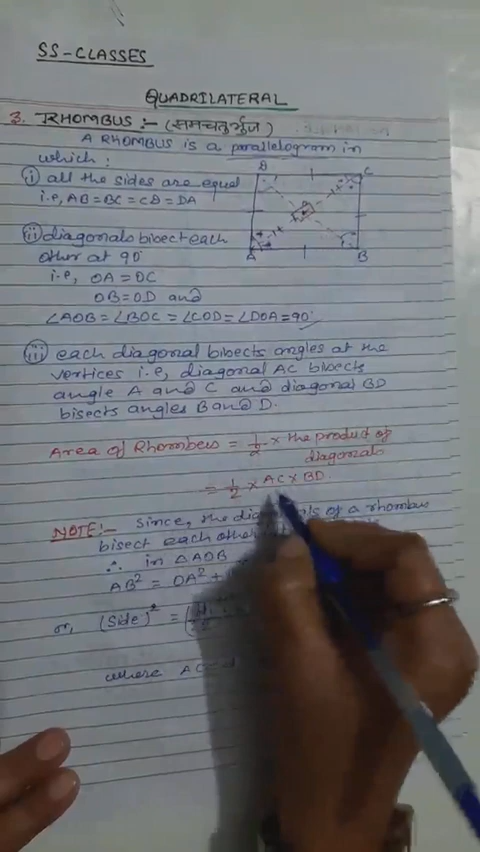 SS-CLASSES
QUADRILATERAL
3. RHOMBUS :- (समचतुर्भुज)
A RHOMBUS is a parallelogram in
which:
D C
(i) all the sides are equal
i.e, AB = BC = CD = DA
(ii) diagonals bisect each
A B
other at 90°
i.e, OA = OC
OB = OD and
∠AOB = ∠BOC = ∠COD = ∠DOA = 90°
(iii) each diagonal bisects angles at the
vertices i.e, diagonal AC bisects
angle A and C and diagonal BD
bisects angles B and D.
Area of Rhombus = 1/2 × the product of
diagonals
= 1/2 × AC × BD.
NOTE:- Since, the of a rhombus
bisect each other
∴ in △AOB
AB² = OA² +
or, (Side)² =
where AC =